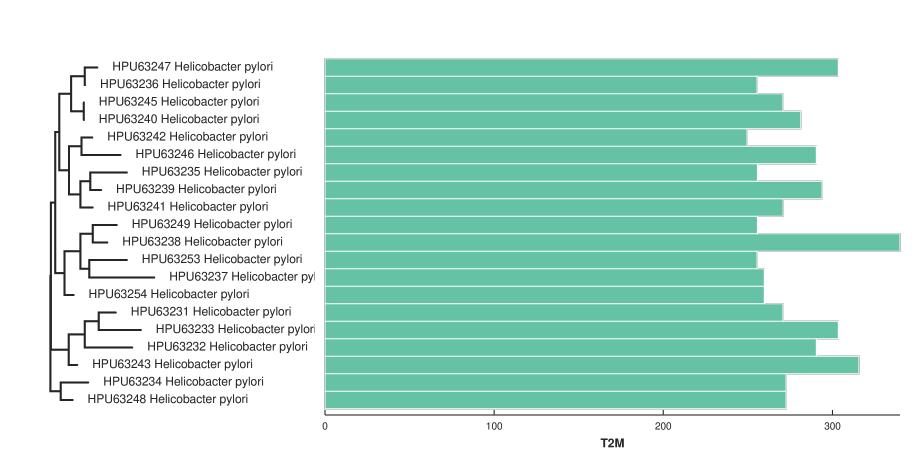 HPU63247 Helicobacter pylori
HPU63236 Helicobacter pylori
HPU63245 Helicobacter pylori
HPU63240 Helicobacter pylori
HPU63242 Helicobacter pylori
HPU63246 Helicobacter pylori
HPU63235 Helicobacter pylori
HPU63239 Helicobacter pylori
HPU63241 Helicobacter pylori
HPU63249 Helicobacter pylori
HPU63238 Helicobacter pylori
HPU63253 Helicobacter pylori
HPU63237 Helicobacter pyl
HPU63254 Helicobacter pylori
HPU63231 Helicobacter pylori
HPU63233 Helicobacter pylori
HPU63232 Helicobacter pylori
HPU63243 Helicobacter pylori
HPU63234 Helicobacter pylori
HPU63248 Helicobacter pylori
0 100 200 300
T2M